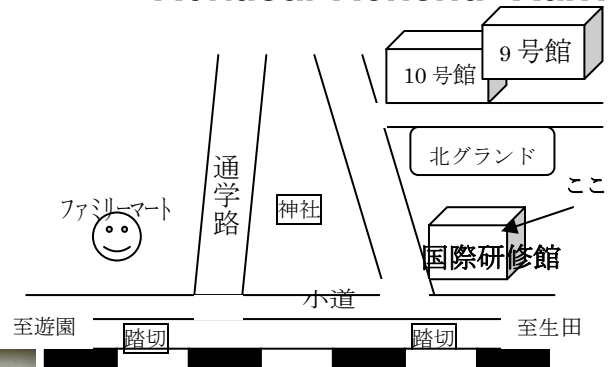 9号館
10号館
北グランド
ここ
通学路
ファミリーマート
神社
国際研修館
小道
至遊園
踏切
踏切
至生田